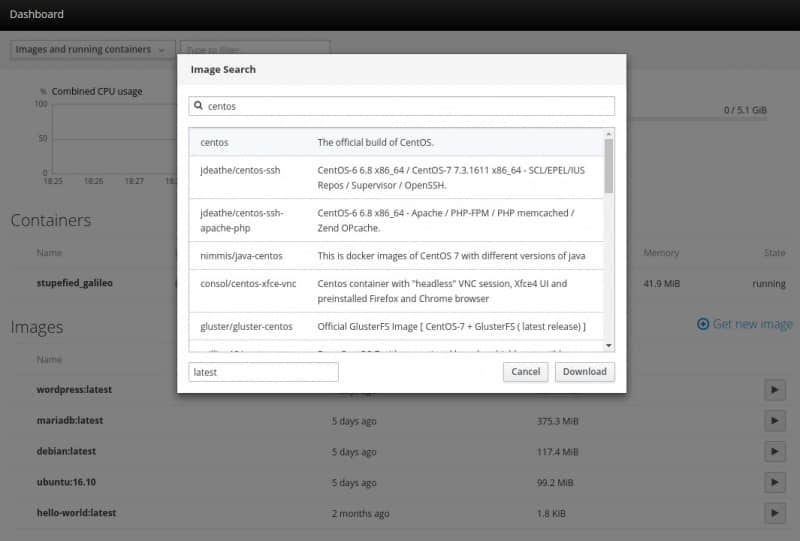 Dashboard
Images and running containers
Type to filter...
Image Search
% Combined CPU usage
centos
100
50
0
18:25 18:26 18:27
0 / 5.1 GiB
centos The official build of CentOS.
jdeathe/centos-ssh CentOS-6 6.8 x86_64 / CentOS-7 7.3.1611 x86_64 - SCL/EPEL/IUS
Repos / Supervisor / OpenSSH.
jdeathe/centos-ssh- CentOS-6 6.8 x86_64 - Apache / PHP-FPM / PHP memcached /
apache-php Zend OPcache.
nimmis/java-centos This is docker images of CentOS 7 with different versions of java
consol/centos-xfce-vnc Centos container with "headless" VNC session, Xfce4 UI and
preinstalled Firefox and Chrome browser
gluster/gluster-centos Official GlusterFS Image [ CentOS-7 + GlusterFS ( latest release) ]
latest
Cancel Download
Containers
Name Memory State
stupefied_galileo 41.9 MiB running
Images Get new image
Name
wordpress:latest
mariadb:latest 5 days ago 375.3 MiB
debian:latest 5 days ago 117.4 MiB
ubuntu:16.10 5 days ago 99.2 MiB
hello-world:latest 2 months ago 1.8 KiB